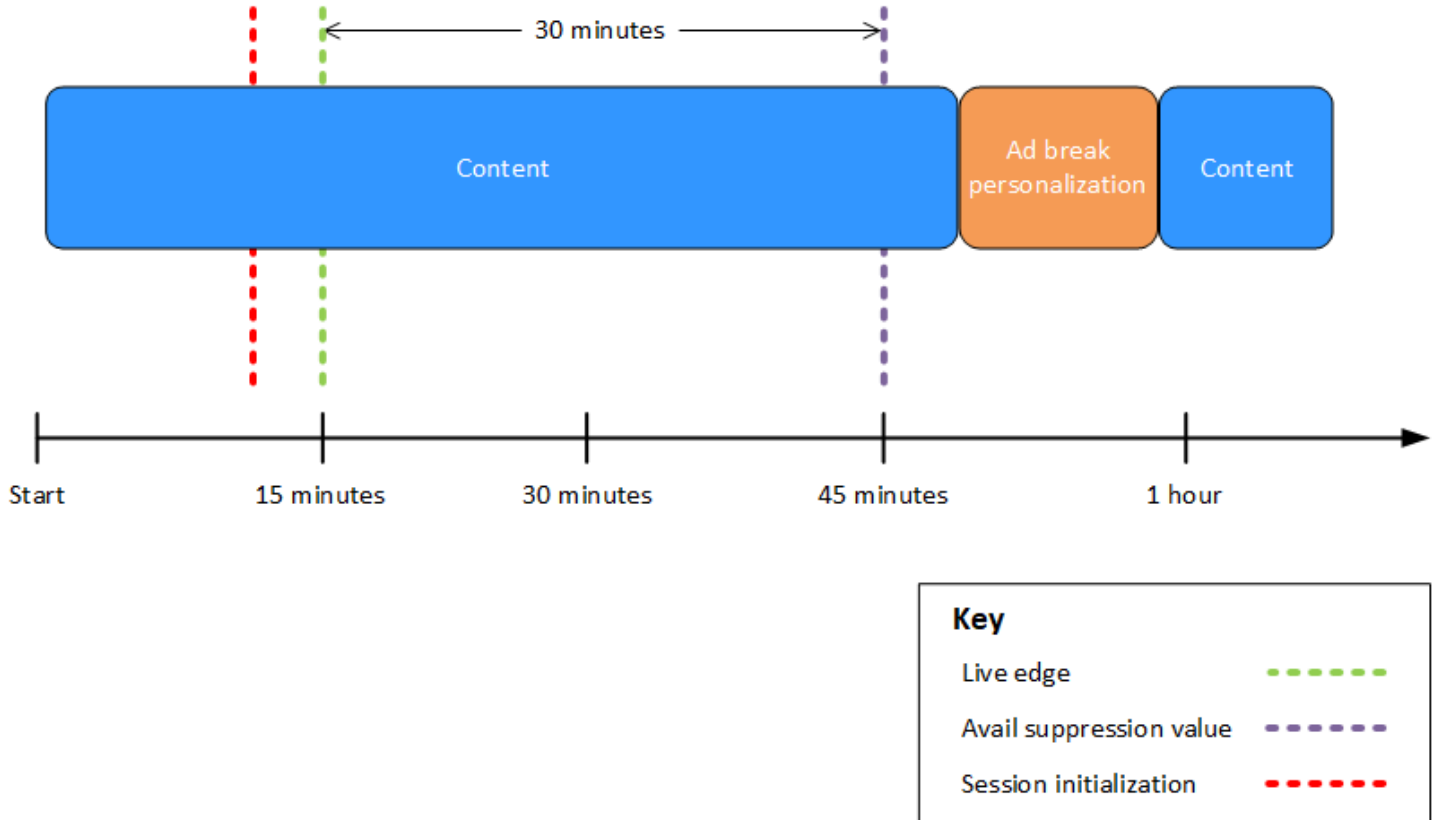 30 minutes
Content
Ad break
personalization
Content
Start
15 minutes
30 minutes
45 minutes
1 hour
Key
Live edge
Avail suppression value
Session initialization